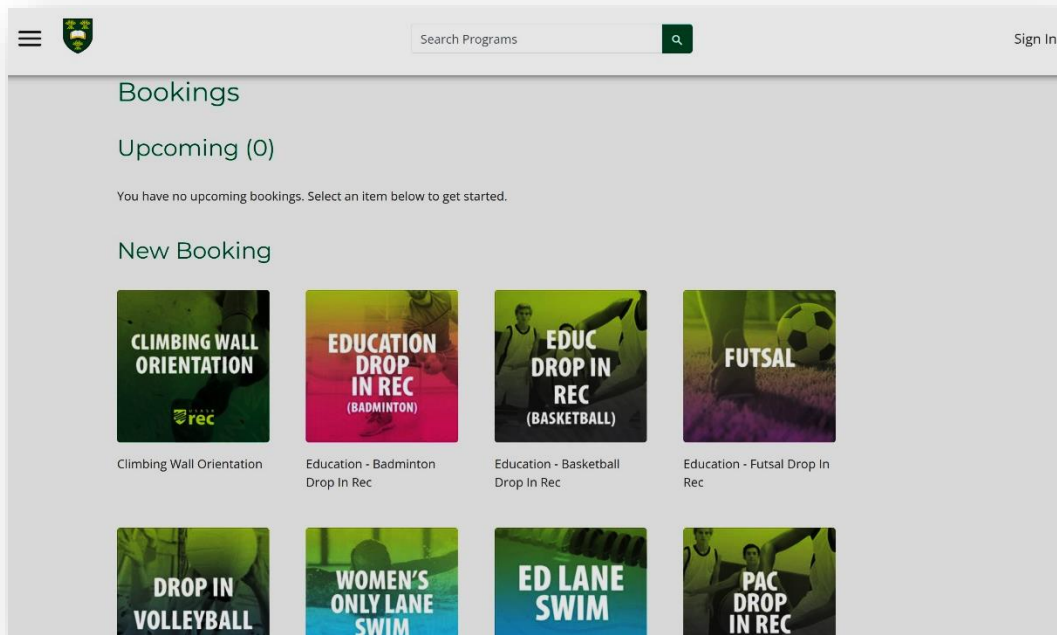 Search Programs
Sign In
Bookings
Upcoming (0)
You have no upcoming bookings. Select an item below to get started.
New Booking
CLIMBING WALL
ORIENTATION
rec
EDUCATION
DROP
IN REC
(BADMINTON)
EDUC
DROP IN
REC
(BASKETBALL)
FUTSAL
Climbing Wall Orientation
Education - Badminton
Drop In Rec
Education - Basketball
Drop In Rec
Education - Futsal Drop In
Rec
DROP IN
VOLLEYBALL
WOMEN'S
ONLY LANE
SWIM
ED LANE
SWIM
PAC
DROP
IN REC